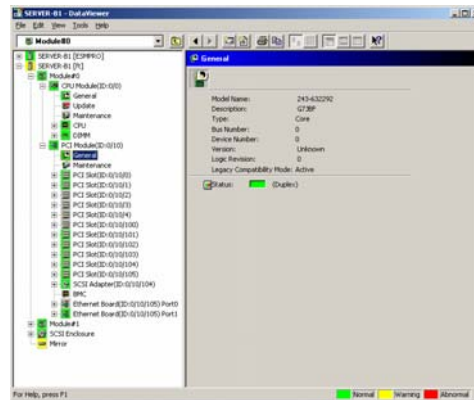 SERVER-B1 - DataViewer
File Edit View Tools Help
Module#0
SERVER-B1 [ESMPRO]
SERVER-B1 [ft]
Module#0
CPU Module(ID:0/0)
General
Update
Maintenance
CPU
DIMM
PCI Module(ID:0/10)
General
Maintenance
PCI Slot(ID:0/10/0)
PCI Slot(ID:0/10/1)
PCI Slot(ID:0/10/2)
PCI Slot(ID:0/10/3)
PCI Slot(ID:0/10/4)
PCI Slot(ID:0/10/100)
PCI Slot(ID:0/10/101)
PCI Slot(ID:0/10/102)
PCI Slot(ID:0/10/103)
PCI Slot(ID:0/10/104)
PCI Slot(ID:0/10/105)
SCSI Adapter(ID:0/10/104)
BMC
Ethernet Board(ID:0/10/105) Port0
Ethernet Board(ID:0/10/105) Port1
Module#1
SCSI Enclosure
Mirror
General
Model Name: 243-632292
Description: G7JBF
Type: Core
Bus Number: 0
Device Number: 0
Version: Unknown
Logic Revision: 0
Legacy Compatibility Mode: Active
Status: (Duplex)
For Help, press F1
Normal Warning Abnormal